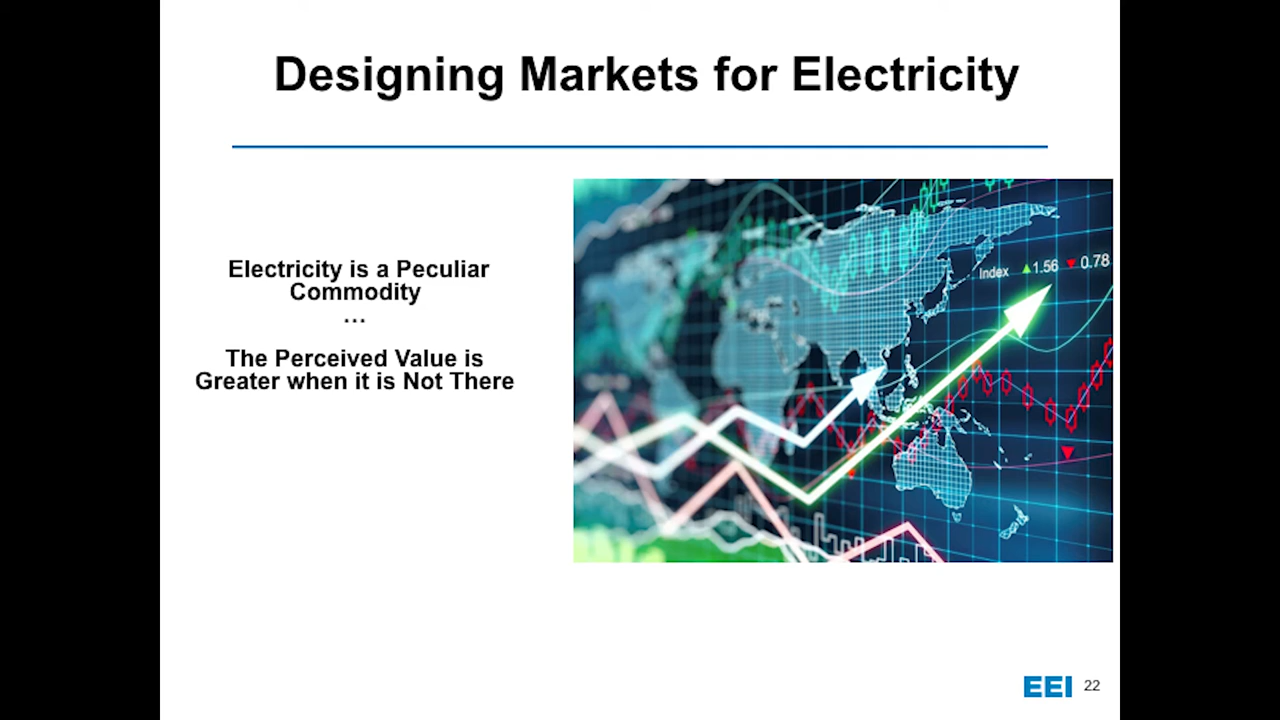 Designing Markets for Electricity
Electricity is a Peculiar
Commodity
…
The Perceived Value is
Greater when it is Not There
Index ▲1.56 ▼0.78
EEI 22